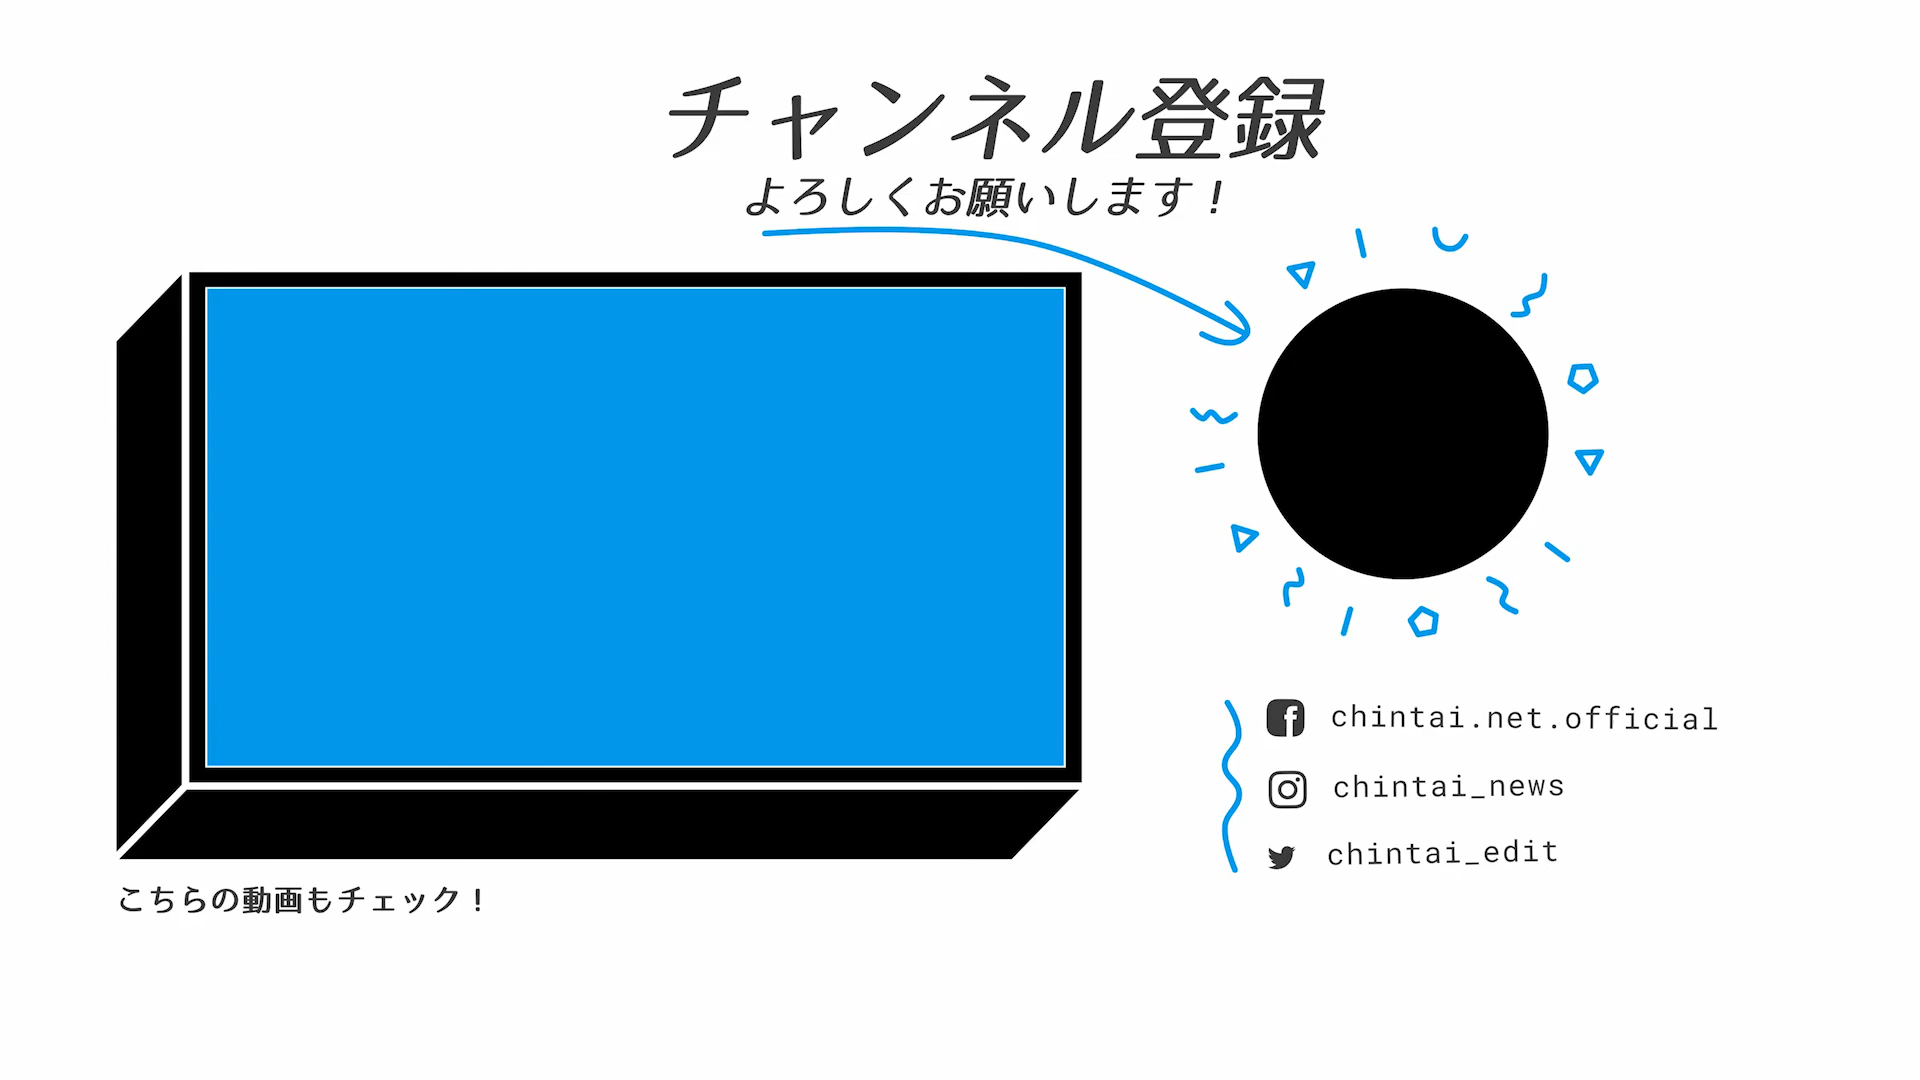 チャンネル登録
よろしくお願いします！
chintai.net.official
chintai_news
chintai_edit
こちらの動画もチェック！